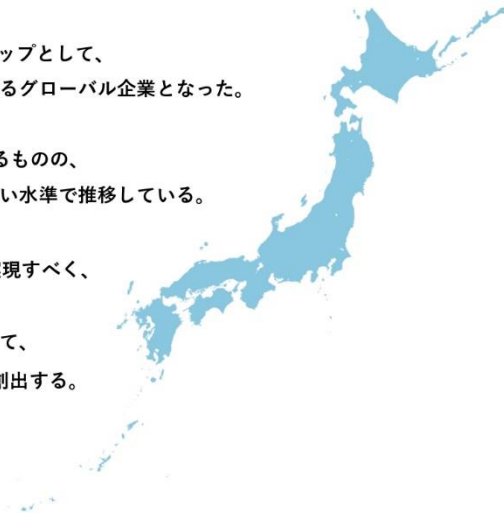 ップとして、
るグローバル企業となった。
るものの、
い水準で推移している。
現すべく、
て、
創出する。